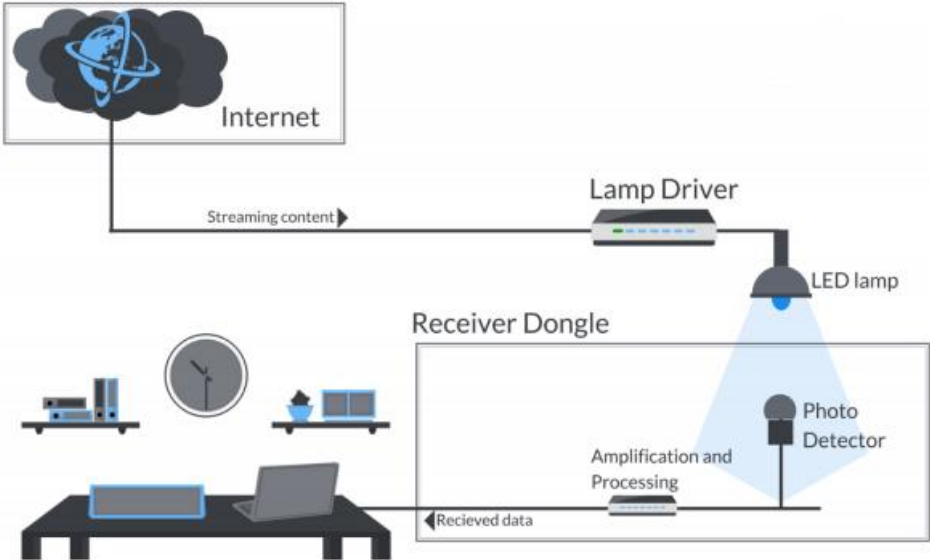 Internet
Lamp Driver
Streaming content
LED lamp
Receiver Dongle
Photo
Detector
Amplification and
Processing
Recieved data